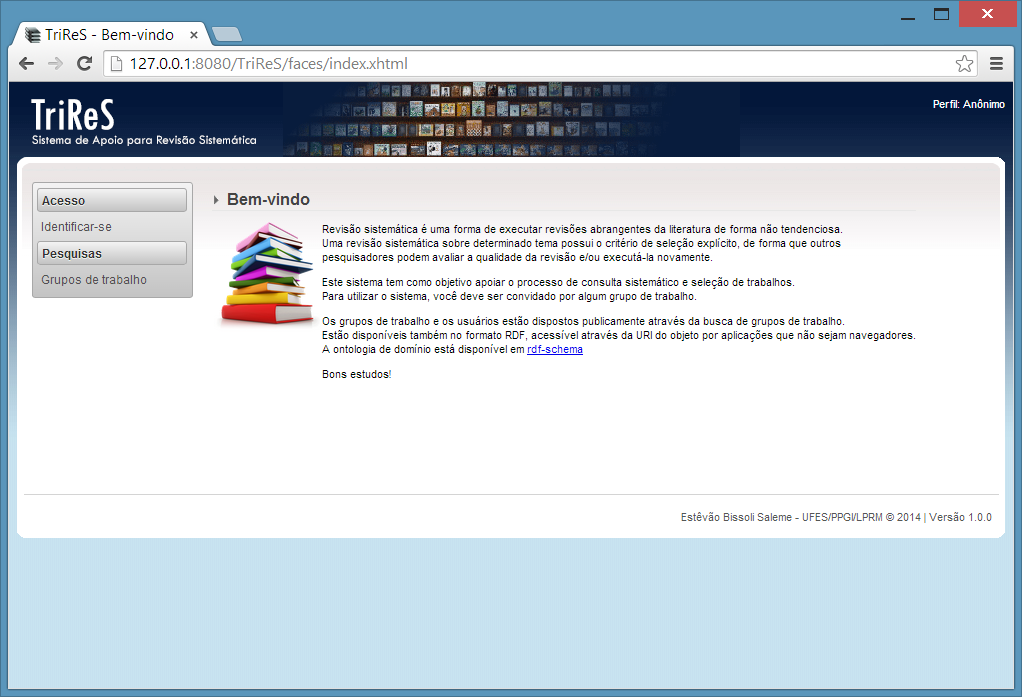 TriReS - Bem-vindo
127.0.0.1:8080/TriReS/faces/index.xhtml
TriReS
Sistema de Apoio para Revisão Sistemática
Perfil: Anônimo
Acesso
Identificar-se
Pesquisas
Grupos de trabalho
Bem-vindo
Revisão sistemática é uma forma de executar revisões abrangentes da literatura de forma não tendenciosa.
Uma revisão sistemática sobre determinado tema possui o critério de seleção explícito, de forma que outros
pesquisadores podem avaliar a qualidade da revisão e/ou executá-la novamente.
Este sistema tem como objetivo apoiar o processo de consulta sistemático e seleção de trabalhos.
Para utilizar o sistema, você deve ser convidado por algum grupo de trabalho.
Os grupos de trabalho e os usuários estão dispostos publicamente através da busca de grupos de trabalho.
Estão disponíveis também no formato RDF, acessível através da URI do objeto por aplicações que não sejam navegadores.
A ontologia de domínio está disponível em rdf-schema
Bons estudos!
Estêvão Bissoli Saleme - UFES/PPGI/LPRM © 2014 | Versão 1.0.0